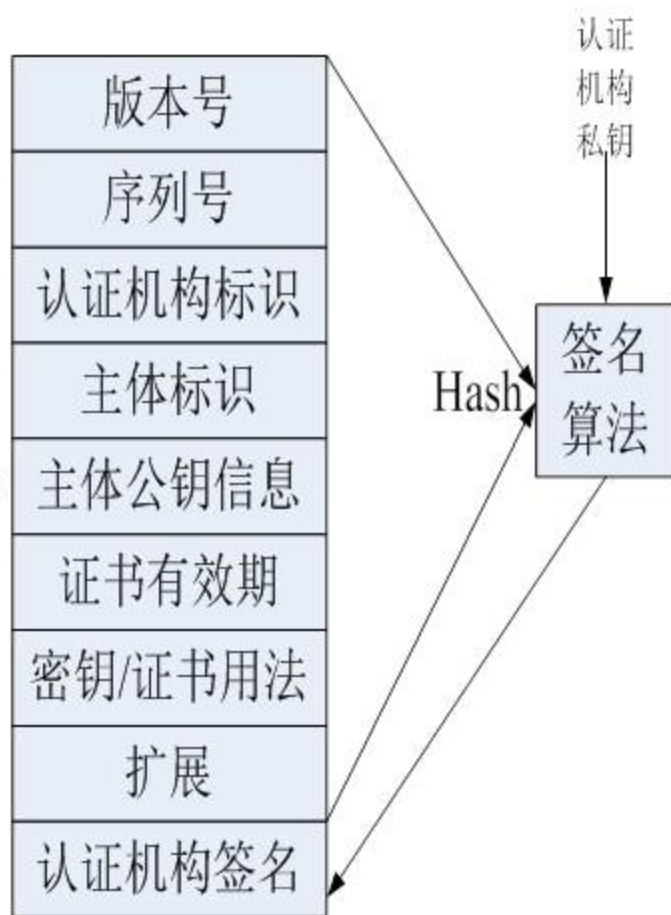 版本号
序列号
认证机构标识
主体标识
主体公钥信息
证书有效期
密钥/证书用法
扩展
认证机构签名
Hash
认证
机构
私钥
签名
算法